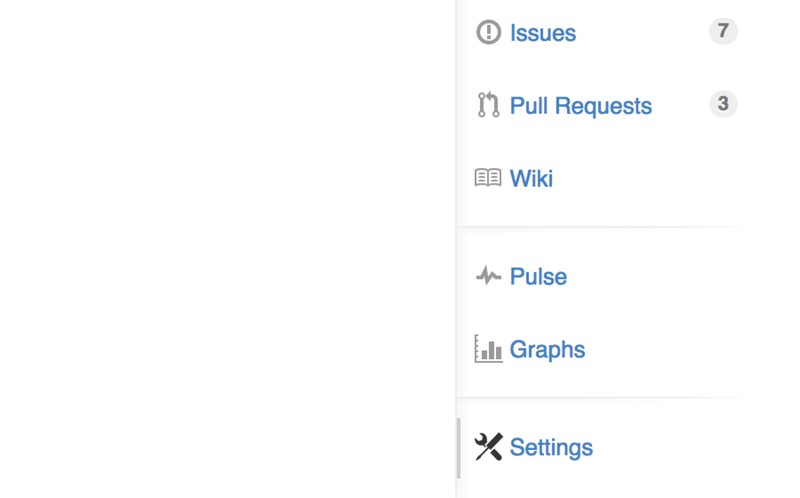 Issues 7
Pull Requests 3
Wiki
Pulse
Graphs
Settings